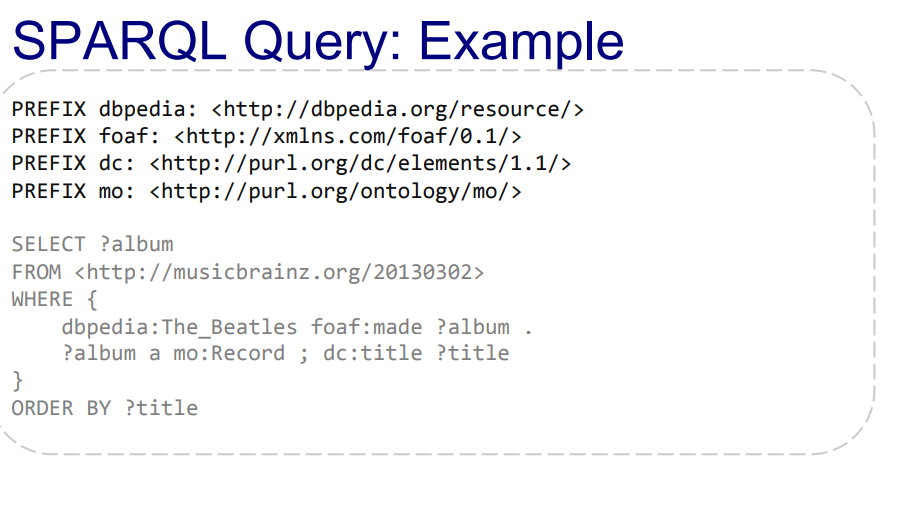 SPARQL Query: Example
PREFIX dbpedia: <http://dbpedia.org/resource/>
PREFIX foaf: <http://xmlns.com/foaf/0.1/>
PREFIX dc: <http://purl.org/dc/elements/1.1/>
PREFIX mo: <http://purl.org/ontology/mo/>
SELECT ?album
FROM <http://musicbrainz.org/20130302>
WHERE {
    dbpedia:The_Beatles foaf:made ?album .
    ?album a mo:Record ; dc:title ?title
}
ORDER BY ?title